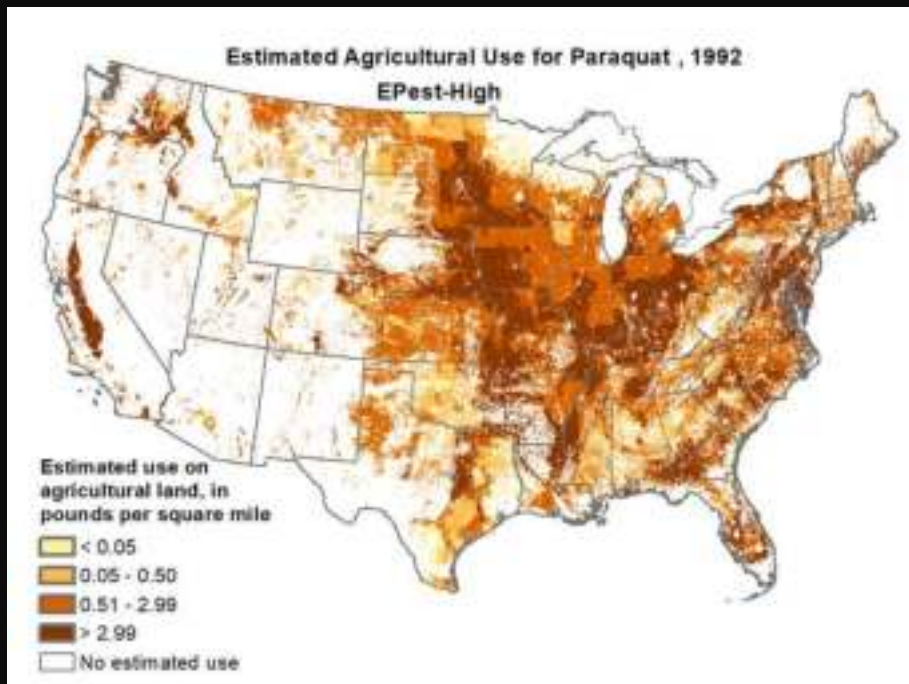 Estimated Agricultural Use for Paraquat , 1992
EPest-High
Estimated use on
agricultural land, in
pounds per square mile
< 0.05
0.05 - 0.50
0.51 - 2.99
> 2.99
No estimated use